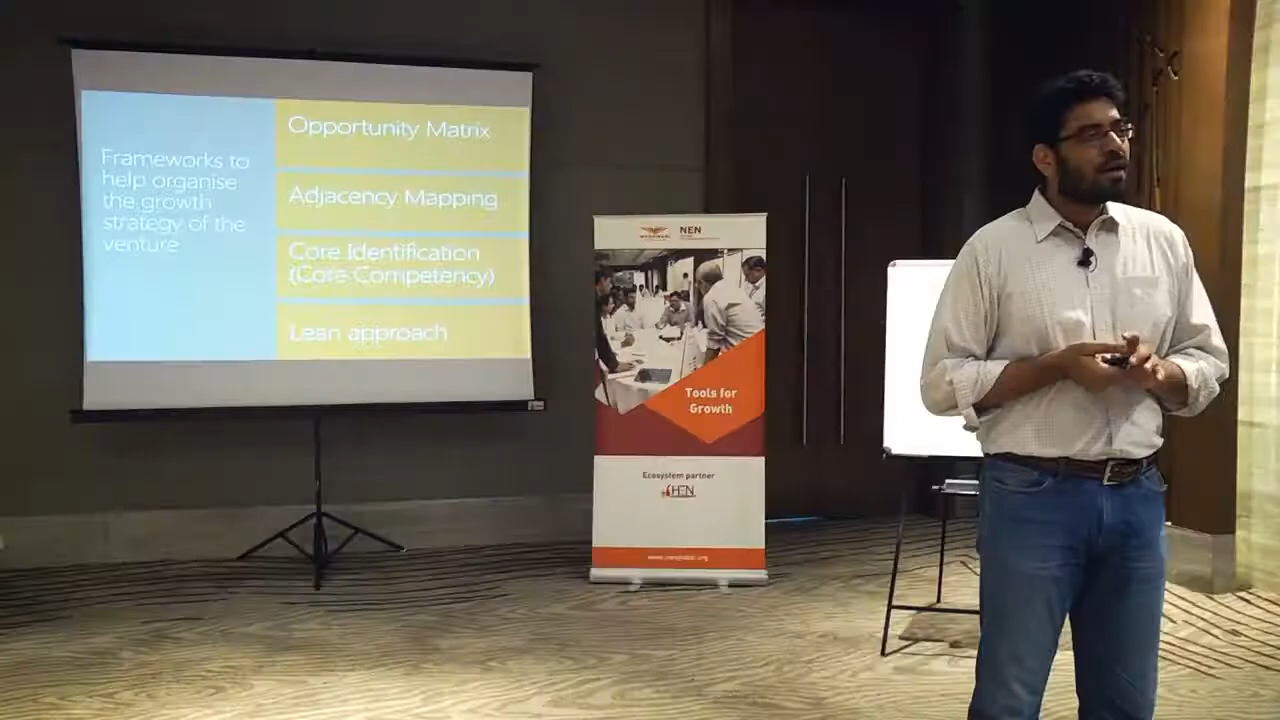 Frameworks to
help organise
the growth
strategy of the
venture
Opportunity Matrix
Adjacency Mapping
Core Identification
(Core Competency)
Lean approach
NEN
Tools for
Growth
Ecosystem partner
HEN